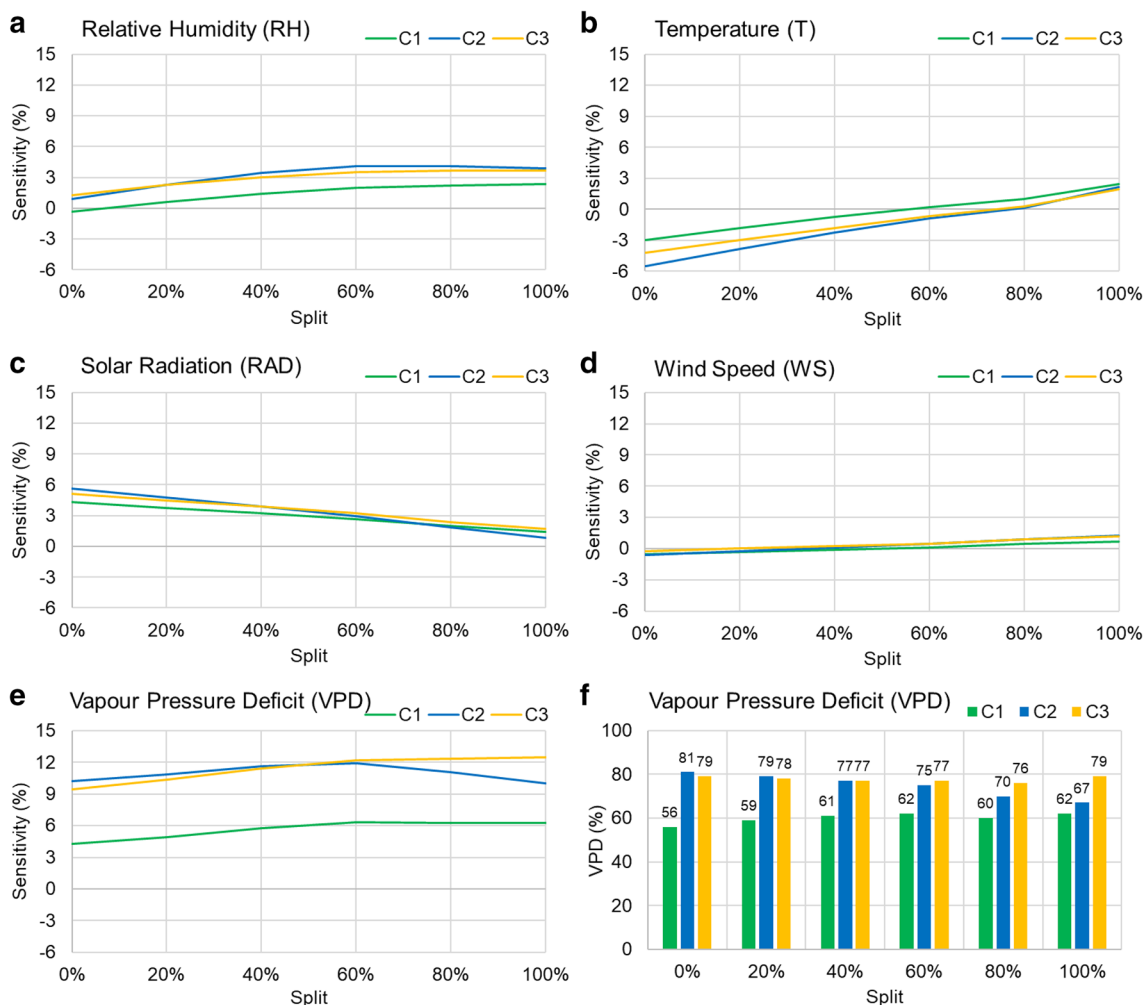 a Relative Humidity (RH) C1 C2 C3
15
12
9
6
3
0
-3
-6
Sensitivity (%)
0% 20% 40% 60% 80% 100%
Split
b Temperature (T) C1 C2 C3
15
12
9
6
3
0
-3
-6
Sensitivity (%)
0% 20% 40% 60% 80% 100%
Split
c Solar Radiation (RAD) C1 C2 C3
15
12
9
6
3
0
-3
-6
Sensitivity (%)
0% 20% 40% 60% 80% 100%
Split
d Wind Speed (WS) C1 C2 C3
15
12
9
6
3
0
-3
-6
Sensitivity (%)
0% 20% 40% 60% 80% 100%
Split
e Vapour Pressure Deficit (VPD) C1 C2 C3
15
12
9
6
3
0
-3
-6
Sensitivity (%)
0% 20% 40% 60% 80% 100%
Split
f Vapour Pressure Deficit (VPD) C1 C2 C3
100
80
60
40
20
0
VPD (%)
56 81 79 59 79 78 61 77 77 62 75 77 60 70 76 62 67 79
0% 20% 40% 60% 80% 100%
Split